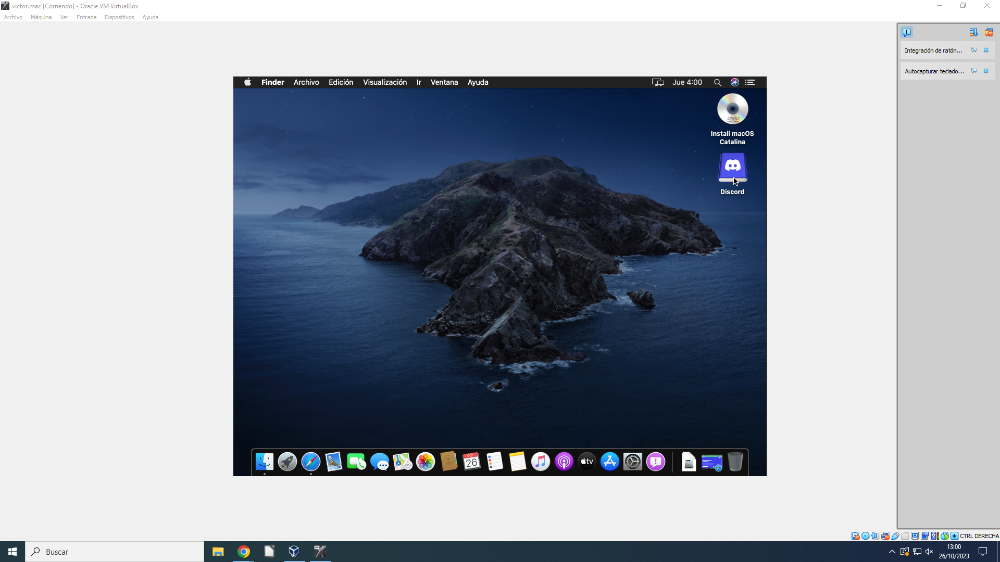 victor.mac [Corriendo] - Oracle VM VirtualBox
Archivo Máquina Ver Entrada Dispositivos Ayuda
Integración de ratón...
Autocapturar teclado...
Finder Archivo Edición Visualización Ir Ventana Ayuda Jue 4:00
DVD
Install macOS
Catalina
Discord
OCT
26
tv
CTRL DERECHA
Buscar
64
13:00
26/10/2023